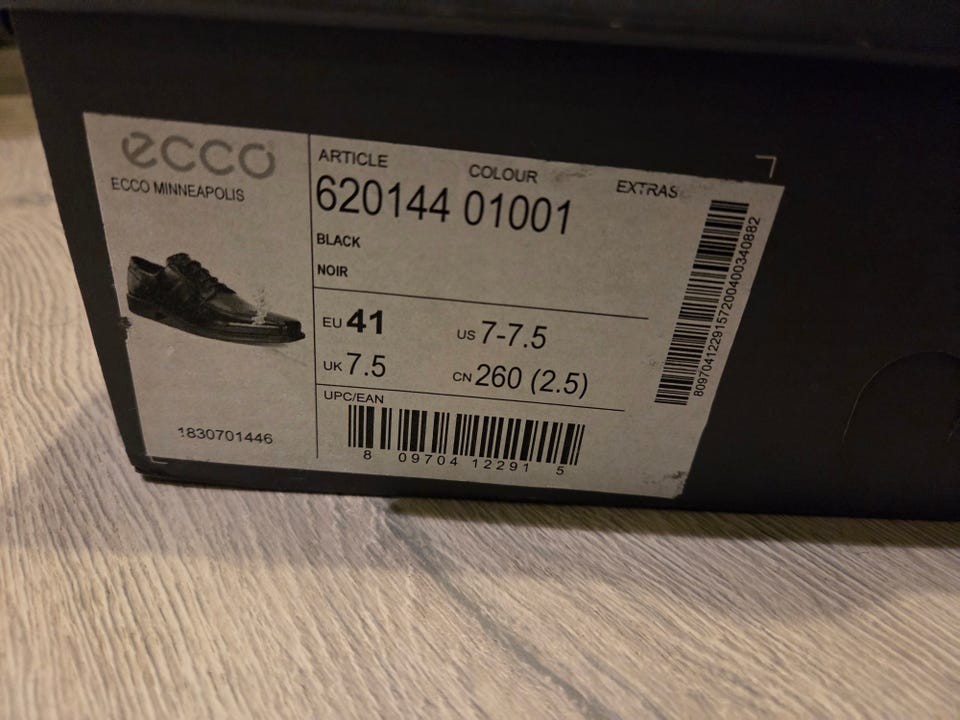 ecco
ECCO MINNEAPOLIS
1830701446
ARTICLE COLOUR EXTRAS
620144 01001
BLACK
NOIR
EU 41 US 7-7.5
UK 7.5 CN 260 (2.5)
UPC/EAN
8 09704 12291 5
8097041229157200400340882